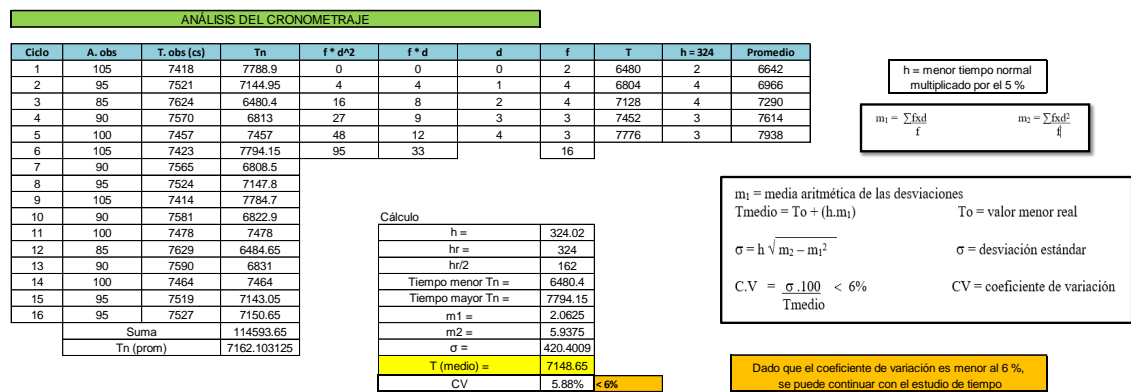 ANÁLISIS DEL CRONOMETRAJE
Ciclo A. obs T. obs (cs) Tn f * d^2 f * d d f T h = 324 Promedio
1 105 7418 7788.9 0 0 0 2 6480 2 6642
2 95 7521 7144.95 4 4 1 4 6804 4 6966
3 85 7624 6480.4 16 8 2 4 7128 4 7290
4 90 7570 6813 27 9 3 3 7452 3 7614
5 100 7457 7457 48 12 4 3 7776 3 7938
6 105 7423 7794.15 95 33 16
7 90 7565 6808.5
8 95 7524 7147.8
9 105 7414 7784.7
10 90 7581 6822.9
11 100 7478 7478
12 85 7629 6484.65
13 90 7590 6831
14 100 7464 7464
15 95 7519 7143.05
16 95 7527 7150.65
Suma 114593.65
Tn (prom) 7162.103125
Cálculo
h = 324.02
hr = 324
hr/2 162
Tiempo menor Tn = 6480.4
Tiempo mayor Tn = 7794.15
m1 = 2.0625
m2 = 5.9375
σ = 420.4009
T (medio) = 7148.65
CV 5.88% < 6%
h = menor tiempo normal
multiplicado por el 5 %
m₁ = ∑fxd m₂ = ∑fxd²
f f
m₁ = media aritmética de las desviaciones
Tmedio = To + (h.m₁) To = valor menor real
σ = h √ m₂ – m₁² σ = desviación estándar
C.V = σ .100 < 6% CV = coeficiente de variación
Tmedio
Dado que el coeficiente de variación es menor al 6 %,
se puede continuar con el estudio de tiempo